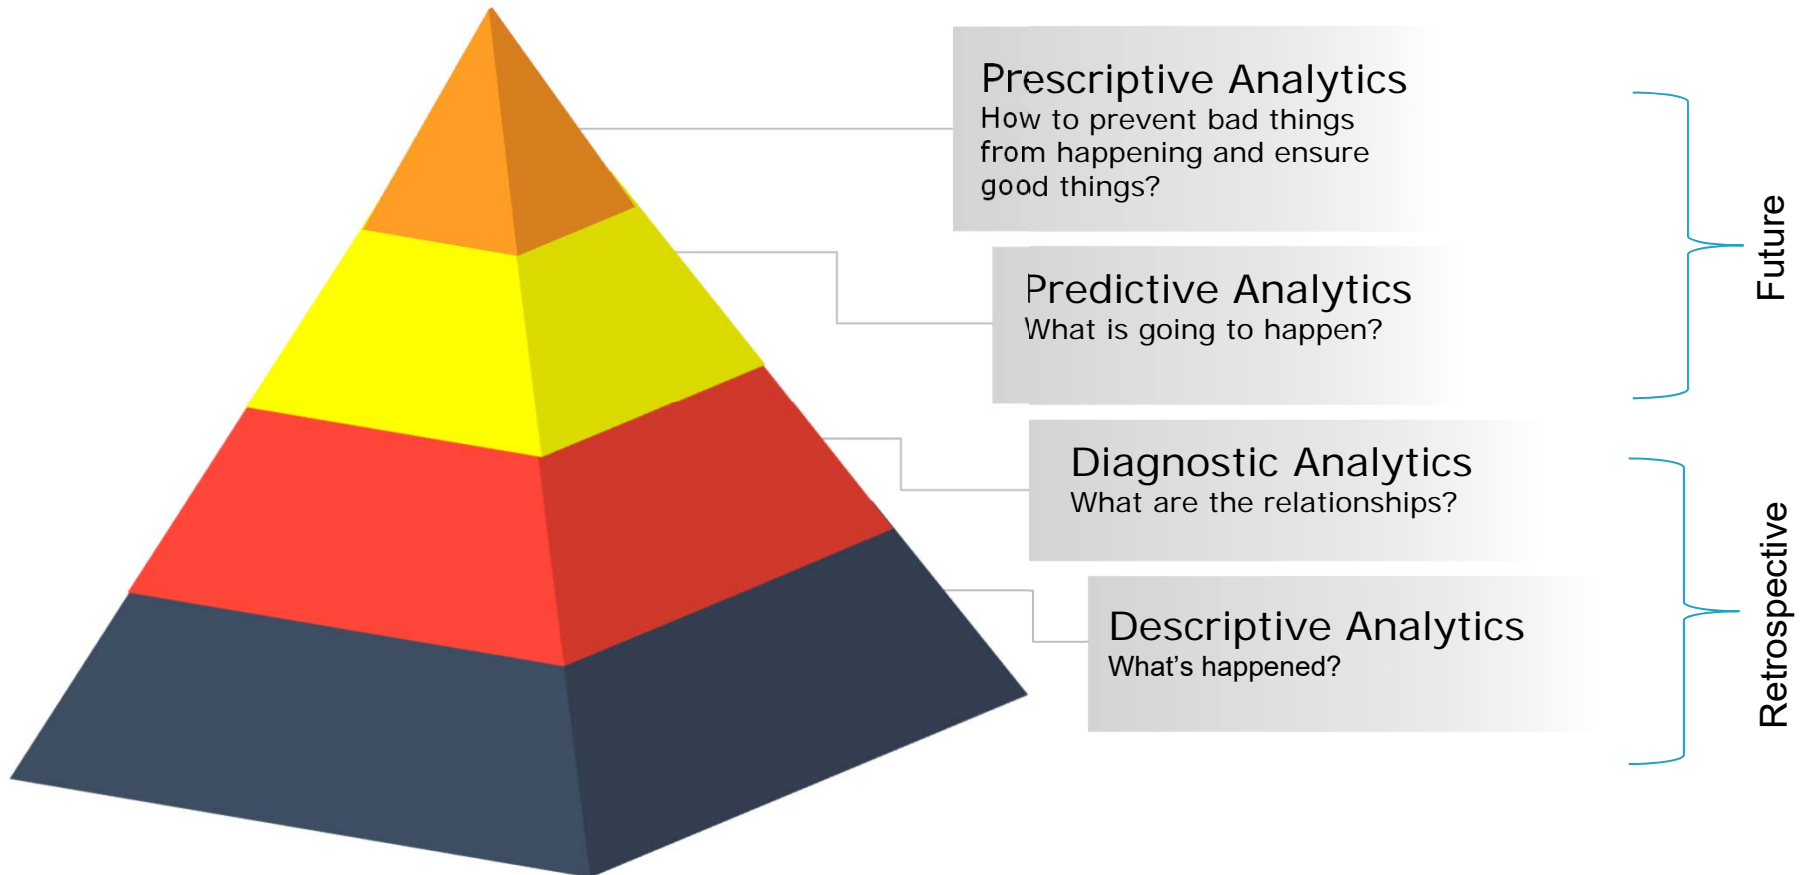 Prescriptive Analytics
How to prevent bad things
from happening and ensure
good things?
Predictive Analytics
What is going to happen?
Future
Diagnostic Analytics
What are the relationships?
Descriptive Analytics
What’s happened?
Retrospective